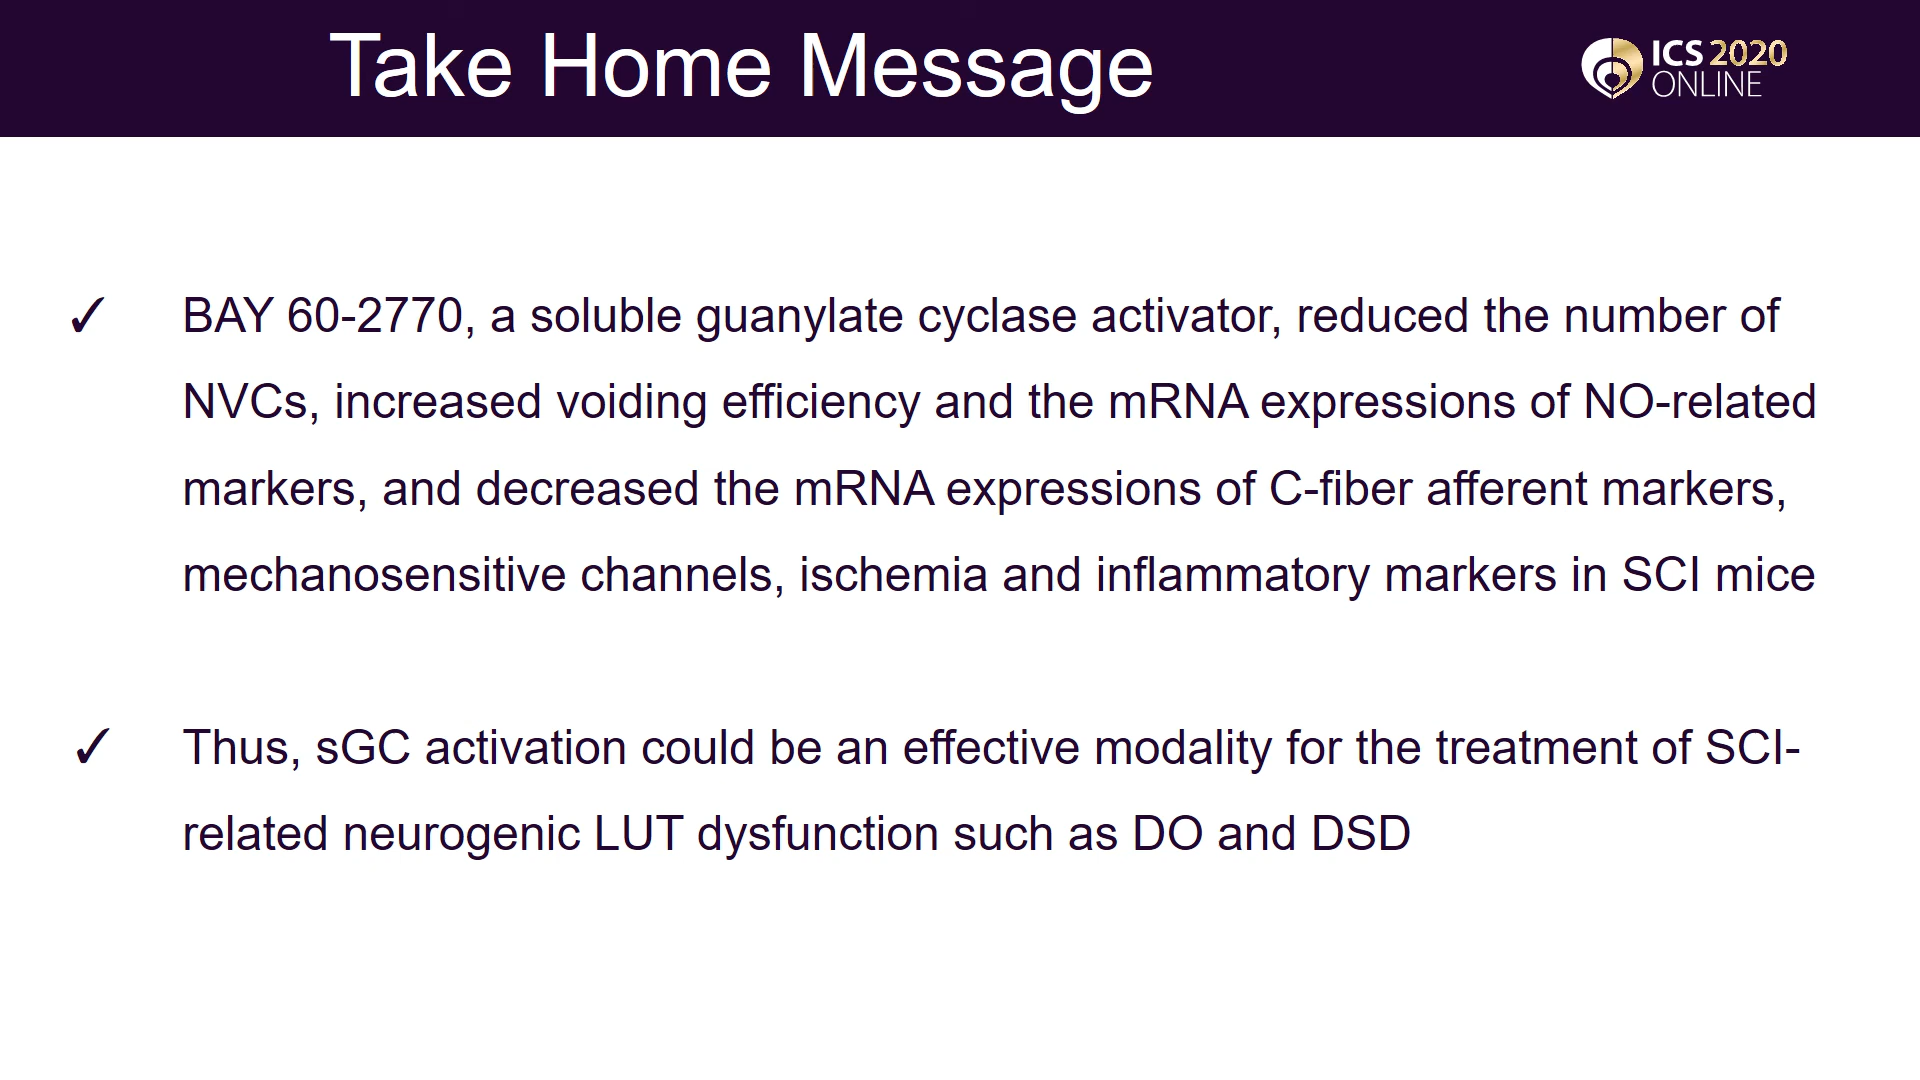 Take Home Message
ICS 2020
ONLINE
✓ BAY 60-2770, a soluble guanylate cyclase activator, reduced the number of
NVCs, increased voiding efficiency and the mRNA expressions of NO-related
markers, and decreased the mRNA expressions of C-fiber afferent markers,
mechanosensitive channels, ischemia and inflammatory markers in SCI mice
✓ Thus, sGC activation could be an effective modality for the treatment of SCI-
related neurogenic LUT dysfunction such as DO and DSD